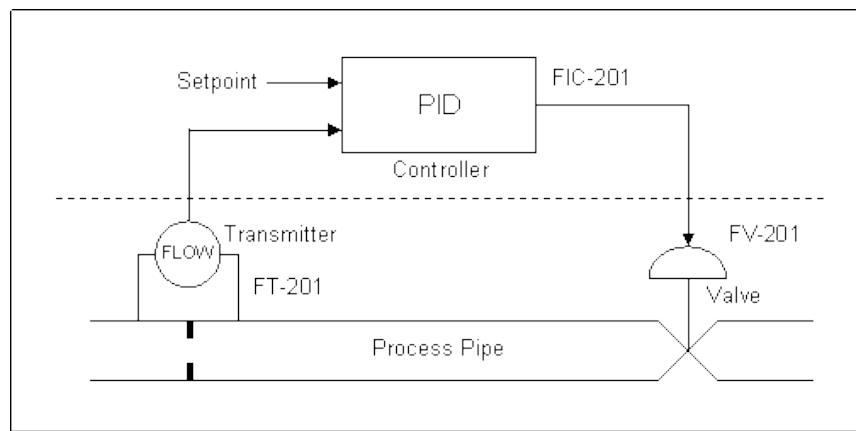 Setpoint
PID
FIC-201
Controller
FLOW
Transmitter
FT-201
FV-201
Valve
Process Pipe